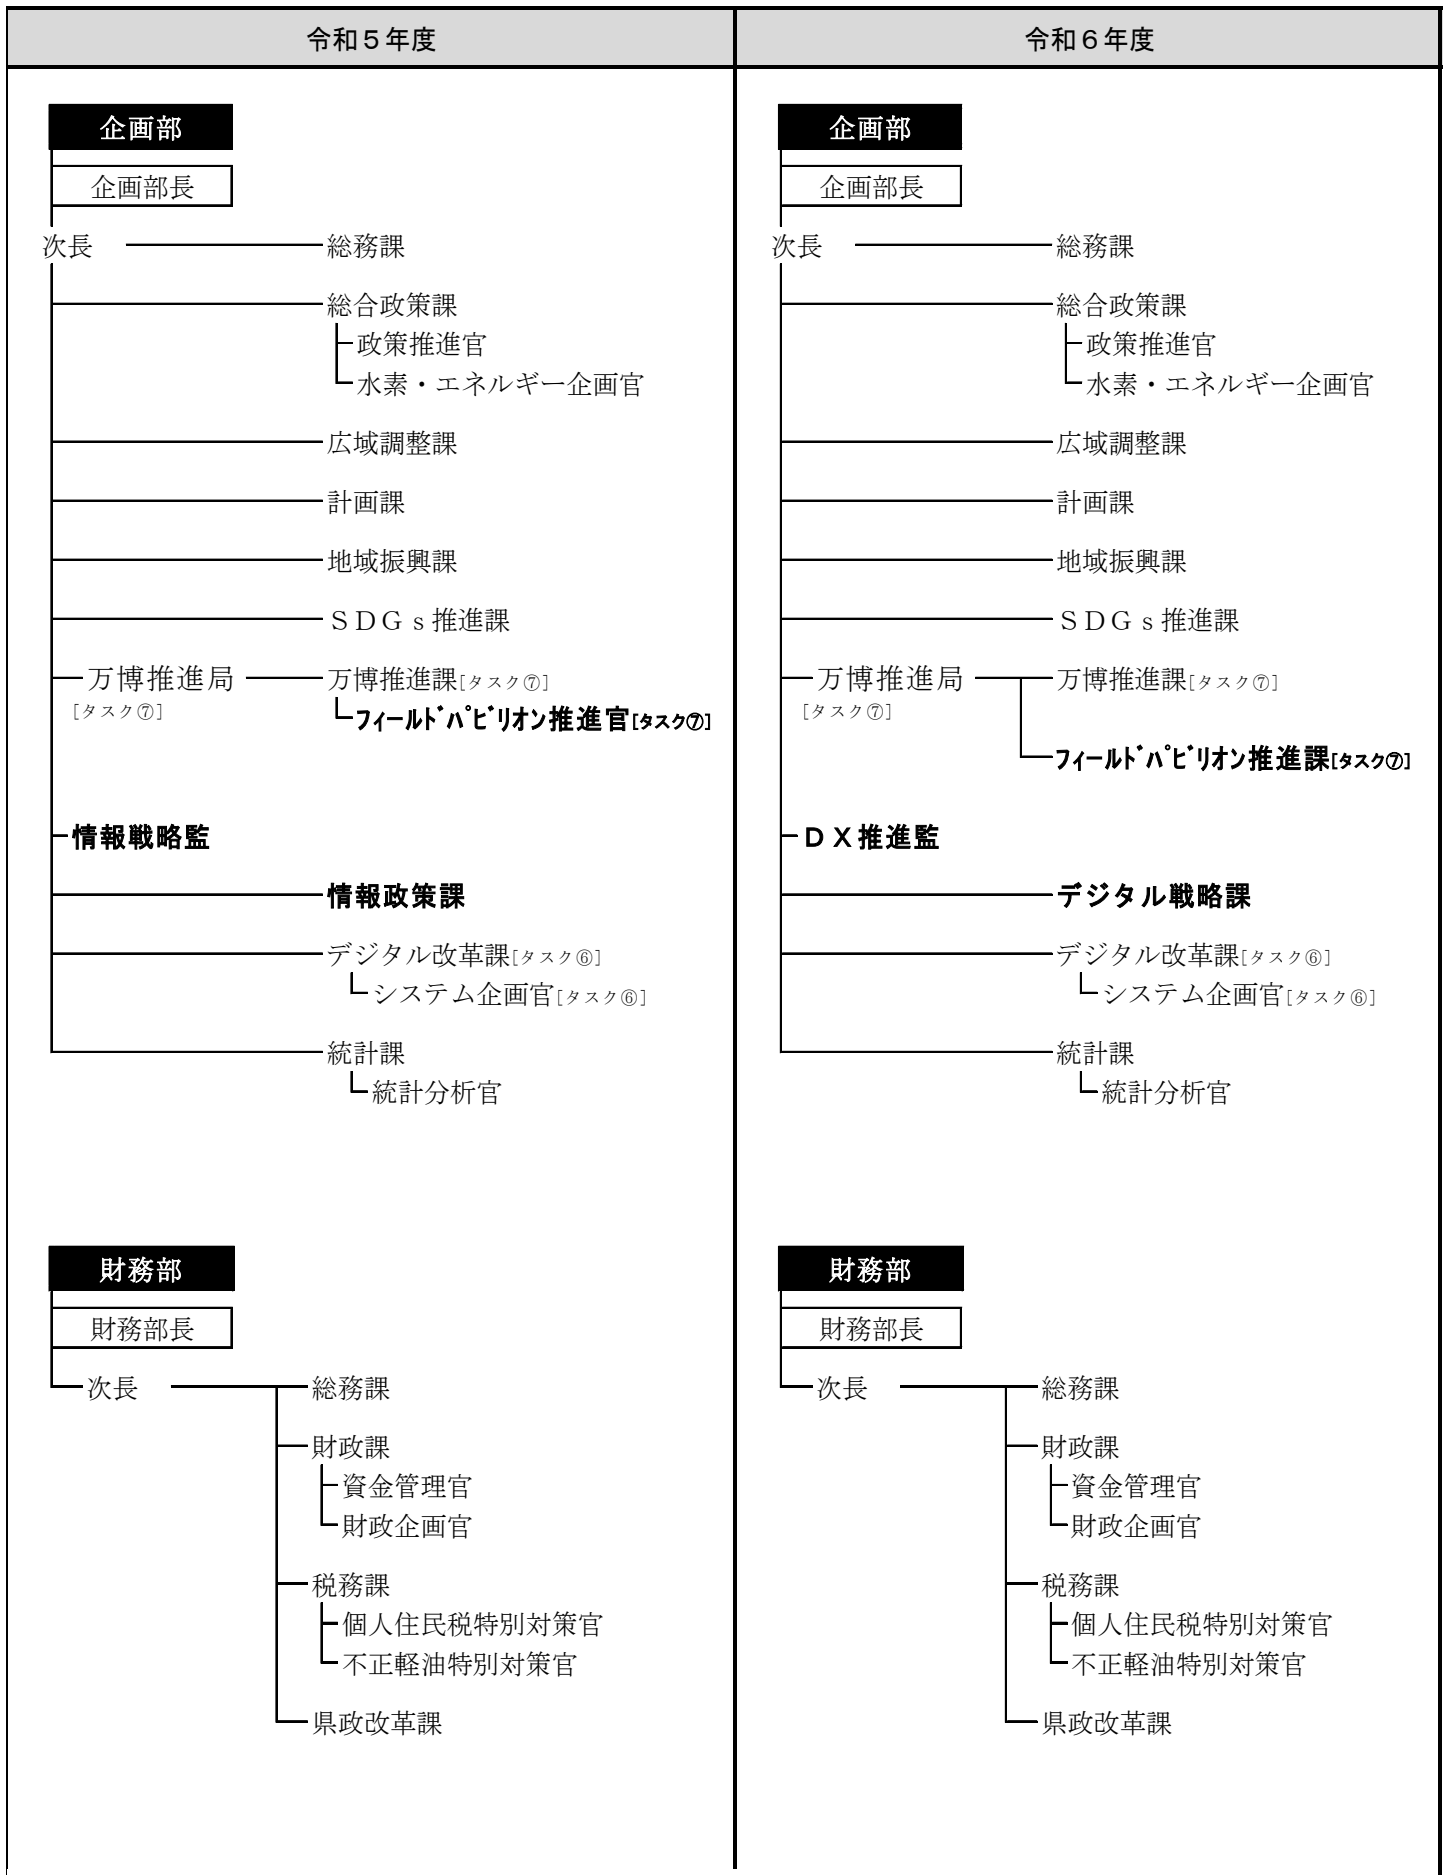 令和５年度
企画部
企画部長
次長 総務課
総合政策課
政策推進官
水素・エネルギー企画官
広域調整課
計画課
地域振興課
ＳＤＧｓ推進課
万博推進局 万博推進課[タスク⑦]
[タスク⑦]
ﾌｨｰﾙﾄﾞﾊﾟﾋﾞﾘｵﾝ推進官[タスク⑦]
情報戦略監
情報政策課
デジタル改革課[タスク⑥]
システム企画官[タスク⑥]
統計課
統計分析官
財務部
財務部長
次長 総務課
財政課
資金管理官
財政企画官
税務課
個人住民税特別対策官
不正軽油特別対策官
県政改革課
令和６年度
企画部
企画部長
次長 総務課
総合政策課
政策推進官
水素・エネルギー企画官
広域調整課
計画課
地域振興課
ＳＤＧｓ推進課
万博推進局 万博推進課[タスク⑦]
[タスク⑦]
ﾌｨｰﾙﾄﾞﾊﾟﾋﾞﾘｵﾝ推進課[タスク⑦]
ＤＸ推進監
デジタル戦略課
デジタル改革課[タスク⑥]
システム企画官[タスク⑥]
統計課
統計分析官
財務部
財務部長
次長 総務課
財政課
資金管理官
財政企画官
税務課
個人住民税特別対策官
不正軽油特別対策官
県政改革課